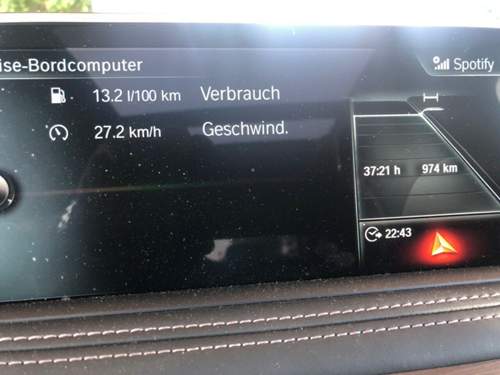 ise-Bordcomputer
Spotify
13.2 l/100 km Verbrauch
27.2 km/h Geschwind.
37:21 h 974 km
22:43